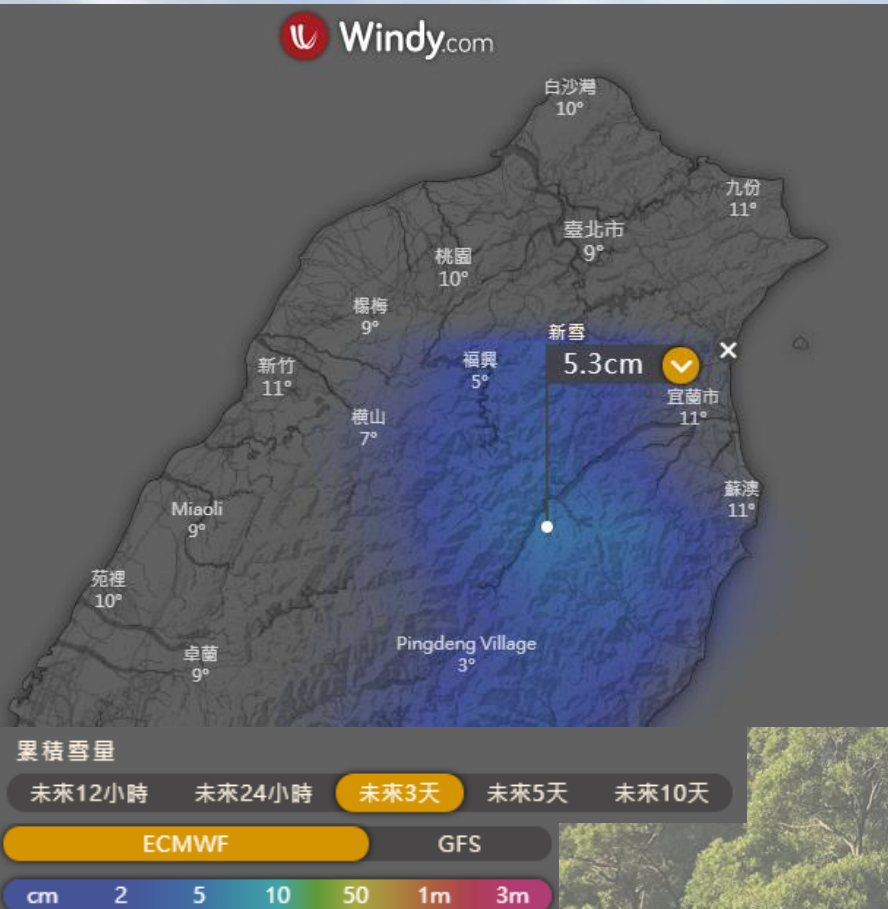 Windy.com
白沙灣
10°
九份
11°
臺北市
9°
桃園
10°
楊梅
9°
新雪
5.3cm
福興
5°
新竹
11°
宜蘭市
11°
橫山
7°
蘇澳
11°
Miaoli
9°
苑裡
10°
Pingdeng Village
3°
卓蘭
9°
累積雪量
未來12小時 未來24小時 未來3天 未來5天 未來10天
ECMWF GFS
cm 2 5 10 50 1m 3m